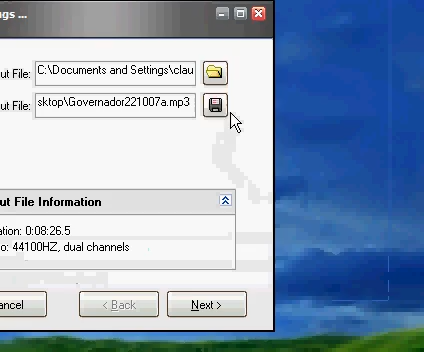 ngs ...
ut File: C:\Documents and Settings\clau
ut File: sktop\Governador221007a.mp3
ut File Information
ation: 0:08:26.5
o: 44100HZ, dual channels
ancel < Back Next >